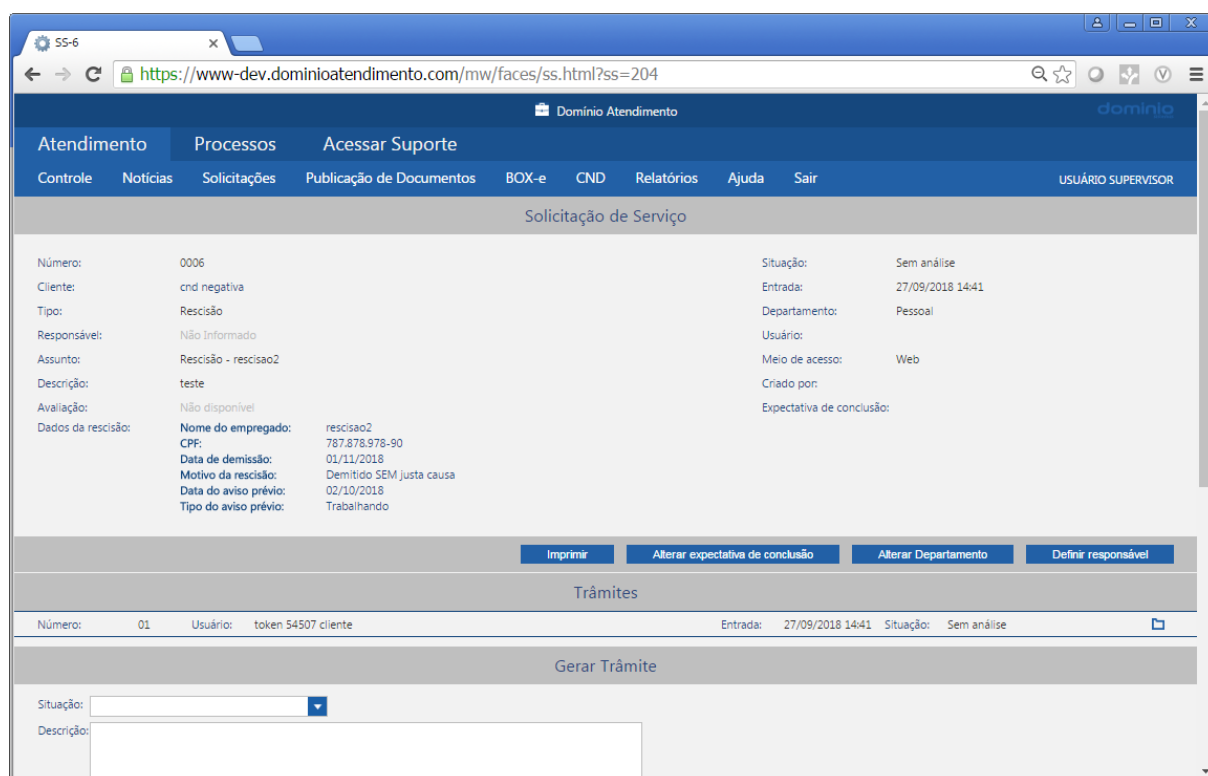 SS-6
https://www-dev.dominioatendimento.com/mw/faces/ss.html?ss=204
Domínio Atendimento
dominio
Atendimento Processos Acessar Suporte
Controle Notícias Solicitações Publicação de Documentos BOX-e CND Relatórios Ajuda Sair USUÁRIO SUPERVISOR
Solicitação de Serviço
Número: 0006 Situação: Sem análise
Cliente: cnd negativa Entrada: 27/09/2018 14:41
Tipo: Rescisão Departamento: Pessoal
Responsável: Não Informado Usuário:
Assunto: Rescisão - rescisao2 Meio de acesso: Web
Descrição: teste Criado por:
Avaliação: Não disponível Expectativa de conclusão:
Dados da rescisão: Nome do empregado: rescisao2
CPF: 787.878.978-90
Data de demissão: 01/11/2018
Motivo da rescisão: Demitido SEM justa causa
Data do aviso prévio: 02/10/2018
Tipo do aviso prévio: Trabalhando
Imprimir Alterar expectativa de conclusão Alterar Departamento Definir responsável
Trâmites
Número: 01 Usuário: token 54507 cliente Entrada: 27/09/2018 14:41 Situação: Sem análise
Gerar Trâmite
Situação:
Descrição: